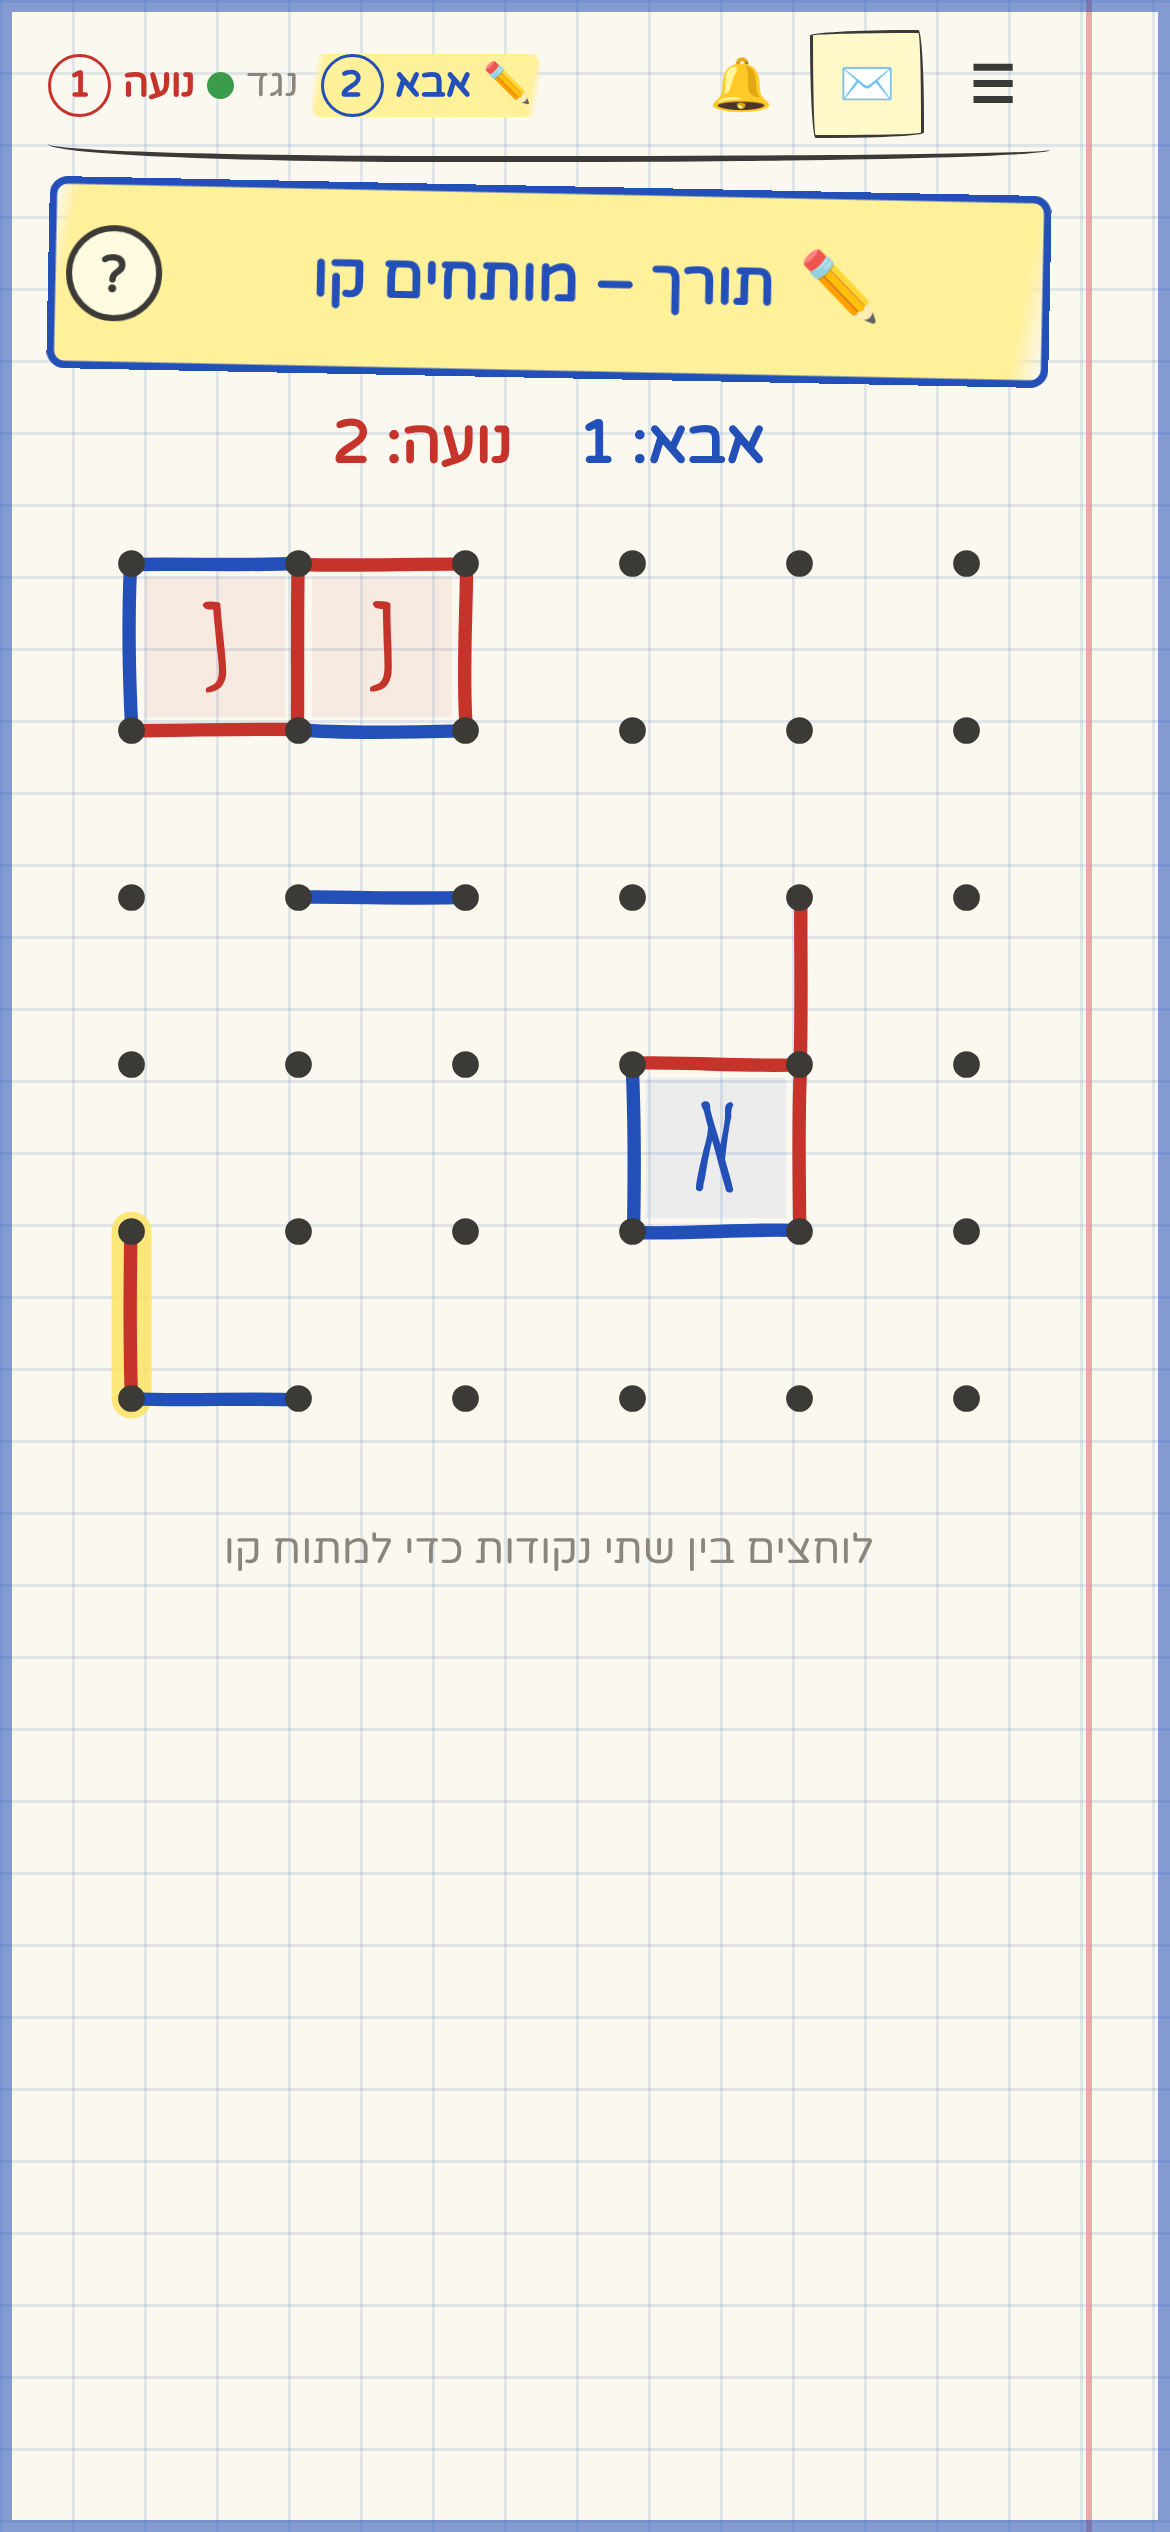 ☰ ✉️ 🔔 ✏️ אבא 2 נגד נועה 1
✏️ תורך – מותחים קו ?
אבא: 1 נועה: 2
נ נ
א
לוחצים בין שתי נקודות כדי למתוח קו